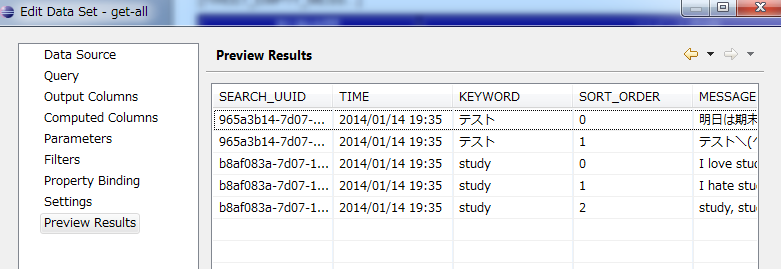 Edit Data Set - get-all
Data Source
Query
Output Columns
Computed Columns
Parameters
Filters
Property Binding
Settings
Preview Results
Preview Results
SEARCH_UUID TIME KEYWORD SORT_ORDER MESSAGE
965a3b14-7d07-... 2014/01/14 19:35 テスト 0 明日は期末
965a3b14-7d07-... 2014/01/14 19:35 テスト 1 テスト＼(^
b8af083a-7d07-1... 2014/01/14 19:35 study 0 I love stu
b8af083a-7d07-1... 2014/01/14 19:35 study 1 I hate stu
b8af083a-7d07-1... 2014/01/14 19:35 study 2 study, stu